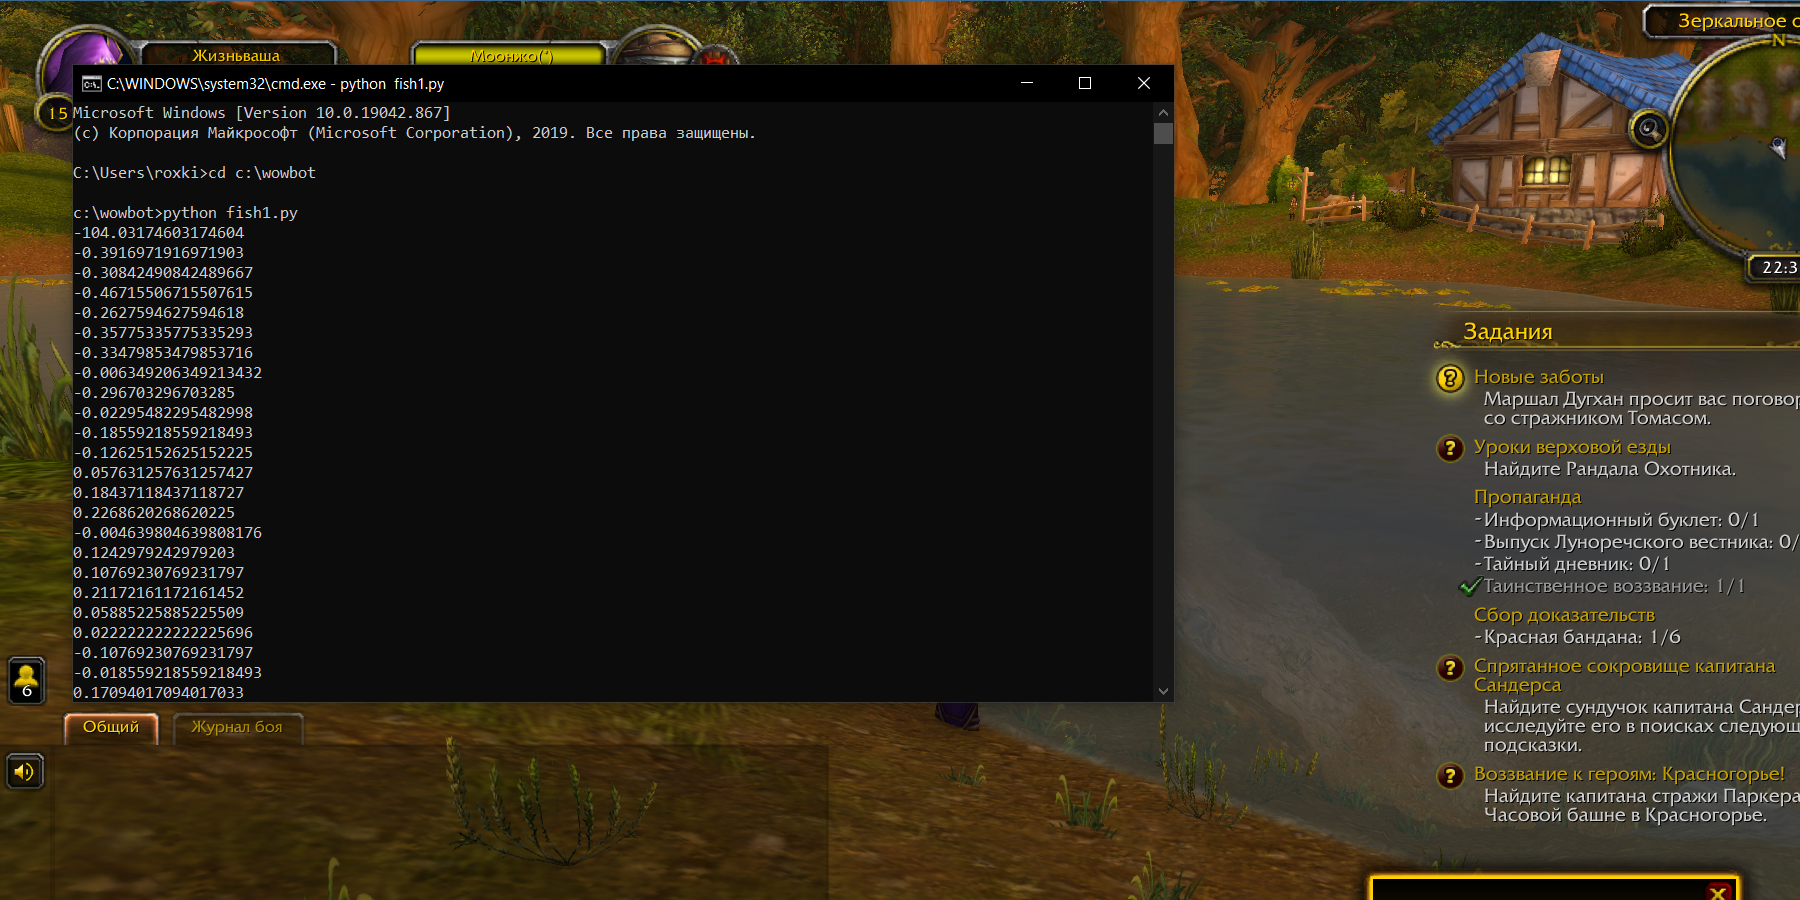 Зеркальное
N
Жизньваша
Моонжо(*)
C:\WINDOWS\system32\cmd.exe - python  fish1.py
15
Microsoft Windows [Version 10.0.19042.867]
(c) Корпорация Майкрософт (Microsoft Corporation), 2019. Все права защищены.
C:\Users\roxki>cd c:\wowbot
c:\wowbot>python fish1.py
-104.03174603174604
-0.3916971916971903
-0.30842490842489667
-0.46715506715507615
-0.2627594627594618
-0.35775335775335293
-0.33479853479853716
-0.006349206349213432
-0.296703296703285
-0.02295482295482998
-0.18559218559218493
-0.12625152625152225
0.057631257631257427
0.18437118437118727
0.2268620268620225
-0.004639804639808176
0.1242979242979203
0.10769230769231797
0.21172161172161452
0.05885225885225509
0.022222222222225696
-0.10769230769231797
-0.018559218559218493
0.17094017094017033
22:3
Задания
Новые заботы
Маршал Дугхан просит вас поговор
со стражником Томасом.
Уроки верховой езды
Найдите Рандала Охотника.
Пропаганда
-Информационный буклет: 0/1
-Выпуск Луноречского вестника: 0/
-Тайный дневник: 0/1
Таинственное воззвание: 1/1
Сбор доказательств
-Красная бандана: 1/6
Спрятанное сокровище капитана
Сандерса
Найдите сундучок капитана Сандер
исследуйте его в поисках следующ
подсказки.
Воззвание к героям: Красногорье!
Найдите капитана стражи Паркера
Часовой башне в Красногорье.
6
Общий
Журнал боя